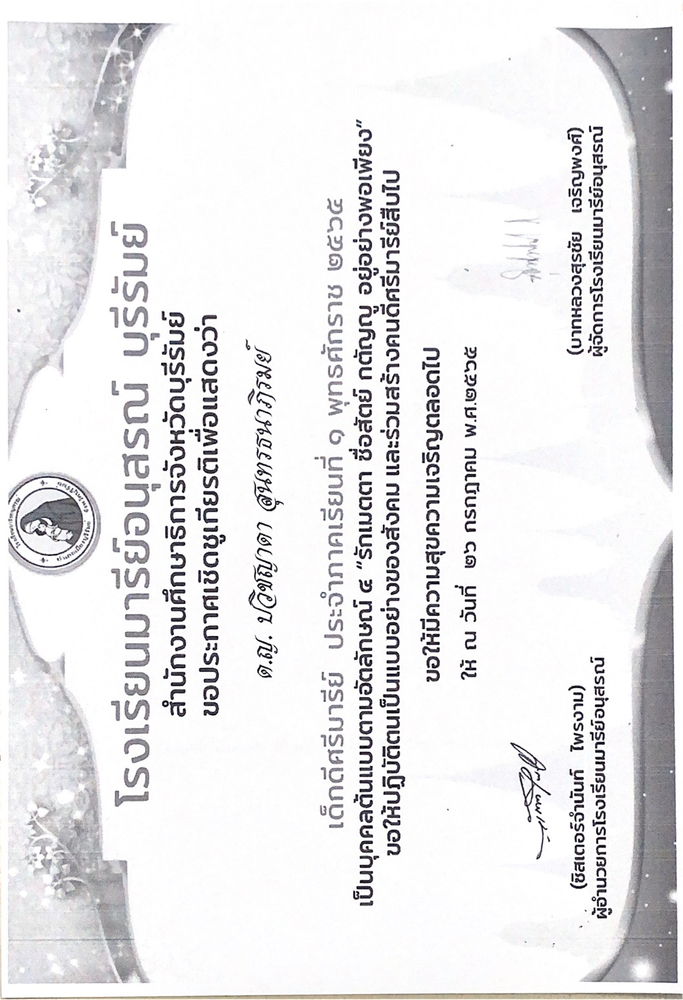 โรงเรียนมารีย์อนุสรณ์ บุรีรัมย์
สำนักงานศึกษาธิการจังหวัดบุรีรัมย์
ขอประกาศเชิดชูเกียรติเพื่อแสดงว่า
ด.ญ. ปวิชญาดา สุนทรธนาภิรมย์
เด็กดีศรีมารีย์ ประจำภาคเรียนที่ ๑ พุทธศักราช ๒๕๖๕
เป็นบุคคลต้นแบบตามอัตลักษณ์ ๔ “รักเมตตา ซื่อสัตย์ กตัญญู อยู่อย่างพอเพียง”
ขอให้ปฏิบัติตนเป็นแบบอย่างของสังคม และร่วมสร้างคนดีศรีมารีย์สืบไป
ขอให้มีความสุขความเจริญตลอดไป
ให้ ณ วันที่ ๒๖ กรกฎาคม พ.ศ.๒๕๖๕
(ซิสเตอร์จำนันท์ ไพรงาม)
ผู้อำนวยการโรงเรียนมารีย์อนุสรณ์
(บาทหลวงสุรชัย เจริญพงศ์)
ผู้จัดการโรงเรียนมารีย์อนุสรณ์